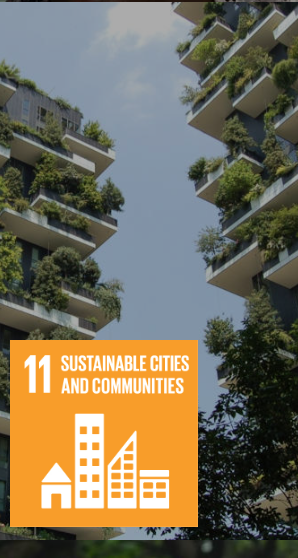 11 SUSTAINABLE CITIES
AND COMMUNITIES